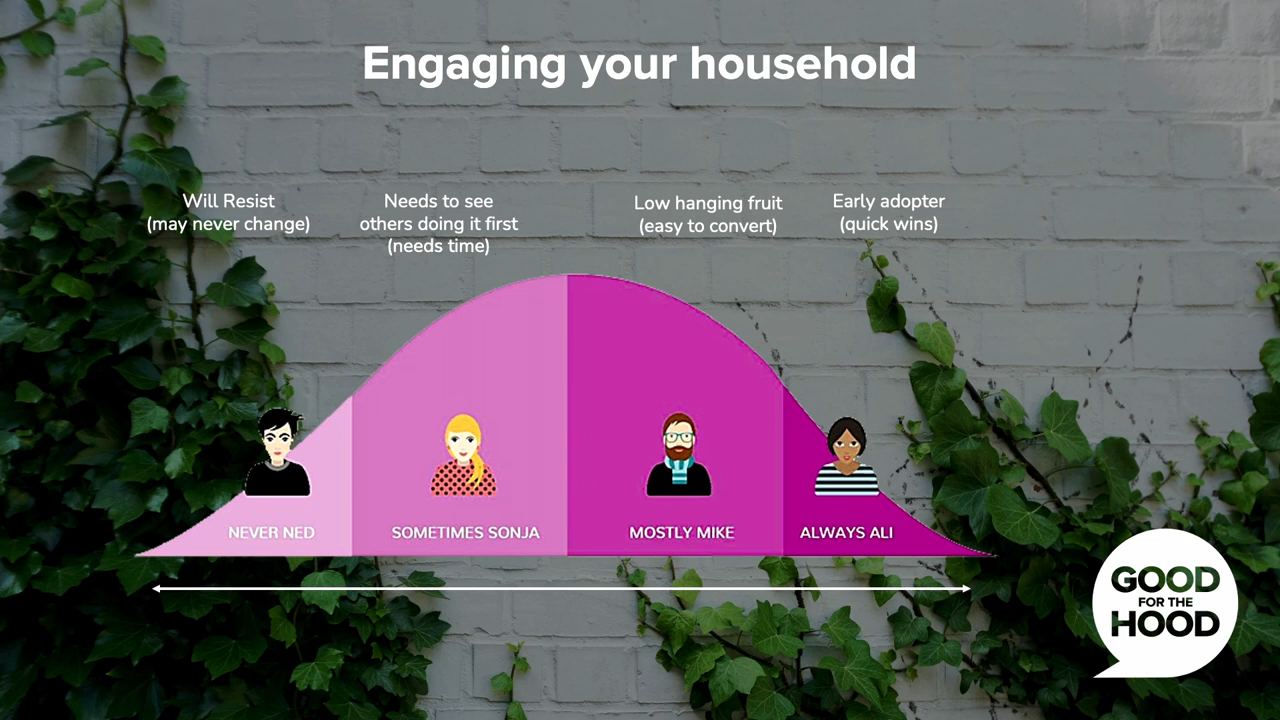 Engaging your household
Will Resist
(may never change)
Needs to see
others doing it first
(needs time)
Low hanging fruit
(easy to convert)
Early adopter
(quick wins)
NEVER NED
SOMETIMES SONJA
MOSTLY MIKE
ALWAYS ALI
GOOD
FOR THE
HOOD